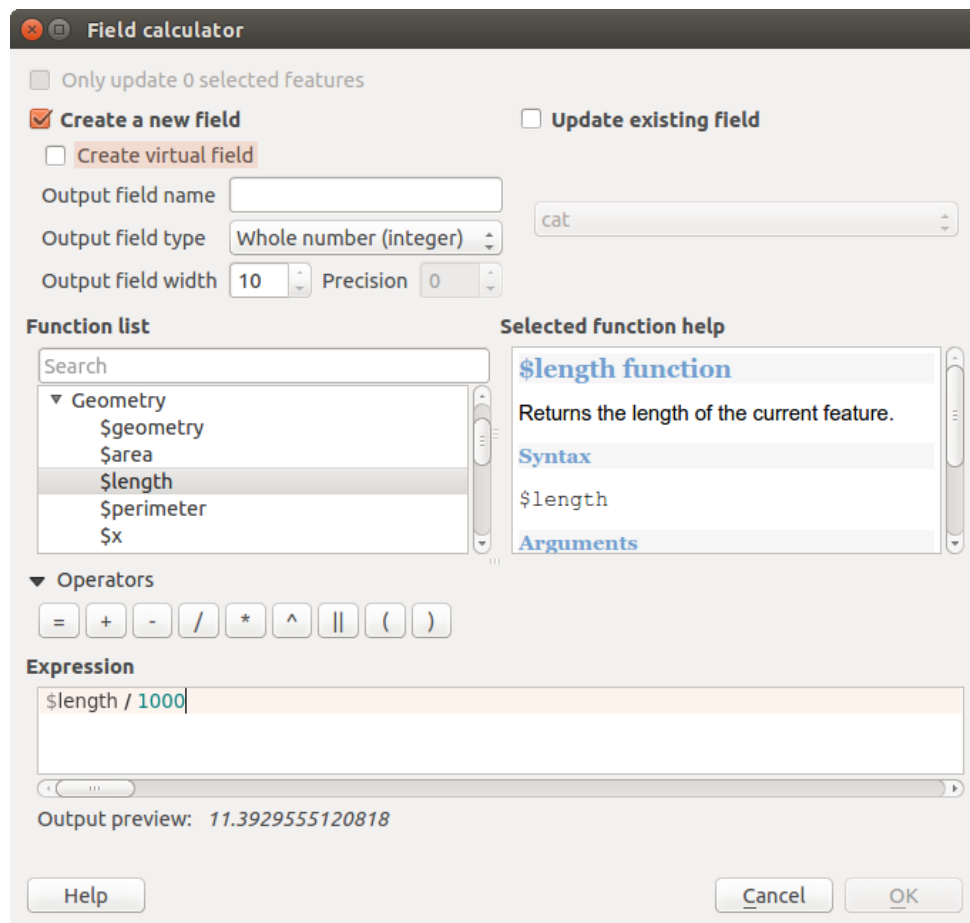 Field calculator
Only update 0 selected features
Create a new field
Update existing field
Create virtual field
Output field name
cat
Output field type Whole number (integer)
Output field width 10 Precision 0
Function list
Selected function help
Search
Geometry
$geometry
$area
$length
$perimeter
$x
$length function
Returns the length of the current feature.
Syntax
$length
Arguments
Operators
= + - / * ^ || ( )
Expression
$length / 1000
Output preview: 11.3929555120818
Help Cancel OK